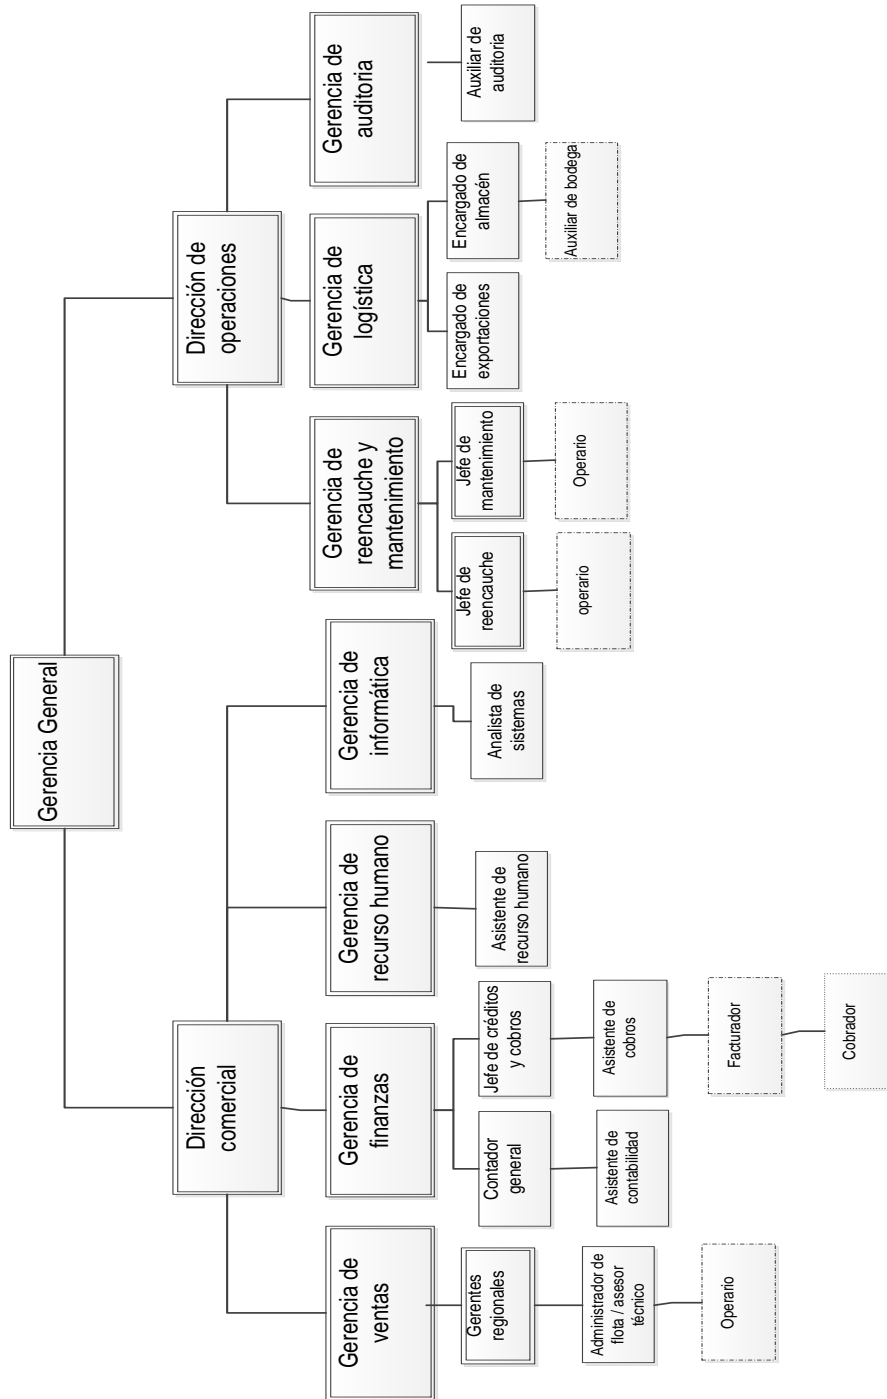 Gerencia General
Dirección
comercial
Dirección de
operaciones
Gerencia de
ventas
Gerencia de
finanzas
Gerencia de
recurso humano
Gerencia de
informática
Gerencia de
reencauche y
mantenimiento
Gerencia de
logística
Gerencia de
auditoria
Gerentes
regionales
Contador
general
Jefe de créditos
y cobros
Asistente de
recurso humano
Analista de
sistemas
Jefe de
reencauche
Jefe de
mantenimiento
Encargado de
exportaciones
Encargado de
almacén
Auxiliar de
auditoria
Administrador de
flota / asesor
técnico
Asistente de
contabilidad
Asistente de
cobros
operario
Operario
Auxiliar de bodega
Operario
Facturador
Cobrador